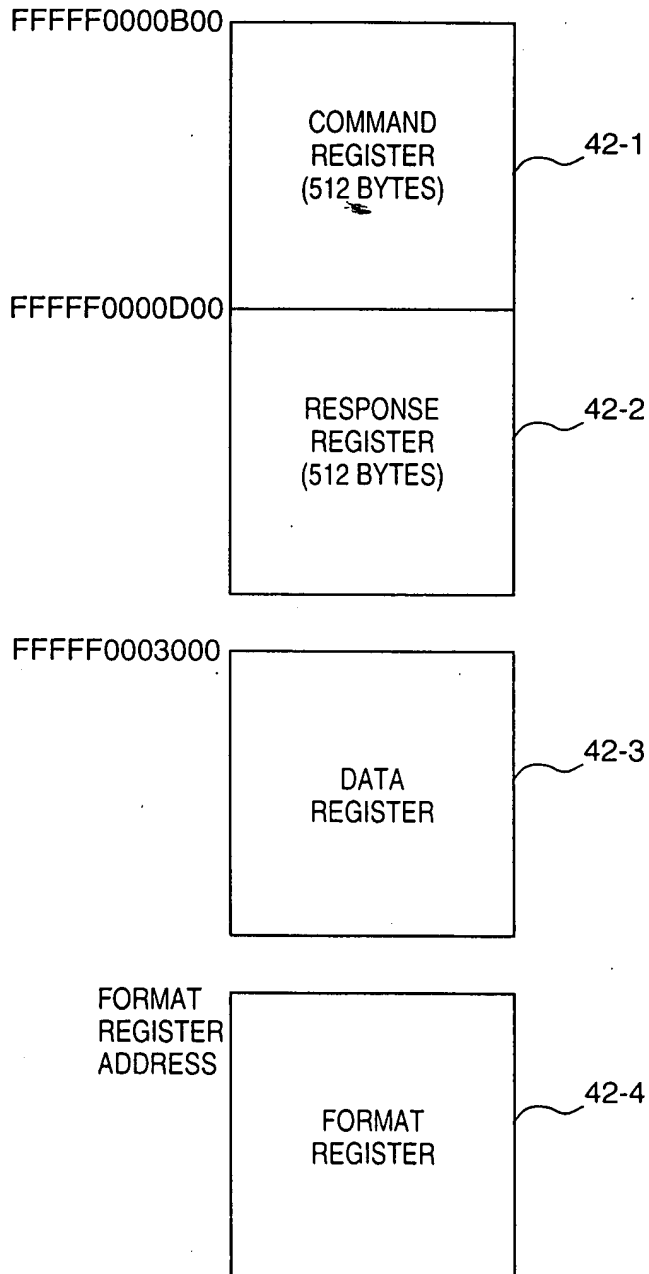 FFFFF0000B00
COMMAND
REGISTER
(512 BYTES)
42-1
FFFFF0000D00
RESPONSE
REGISTER
(512 BYTES)
42-2
FFFFF0003000
DATA
REGISTER
42-3
FORMAT
REGISTER
ADDRESS
FORMAT
REGISTER
42-4